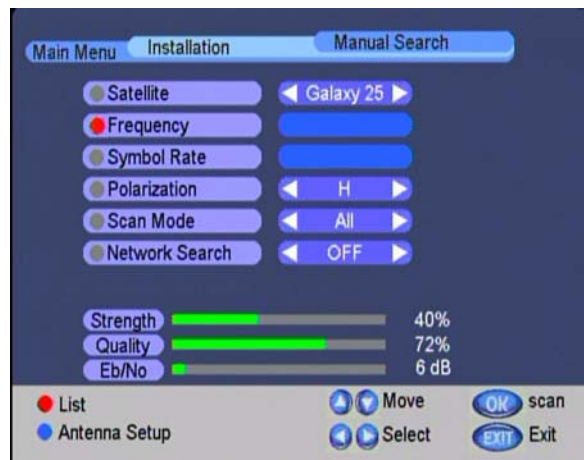 Main Menu Installation Manual Search
Satellite Galaxy 25
Frequency
Symbol Rate
Polarization H
Scan Mode All
Network Search OFF
Strength 40%
Quality 72%
Eb/No 6 dB
List Move OK scan
Antenna Setup Select EXIT Exit